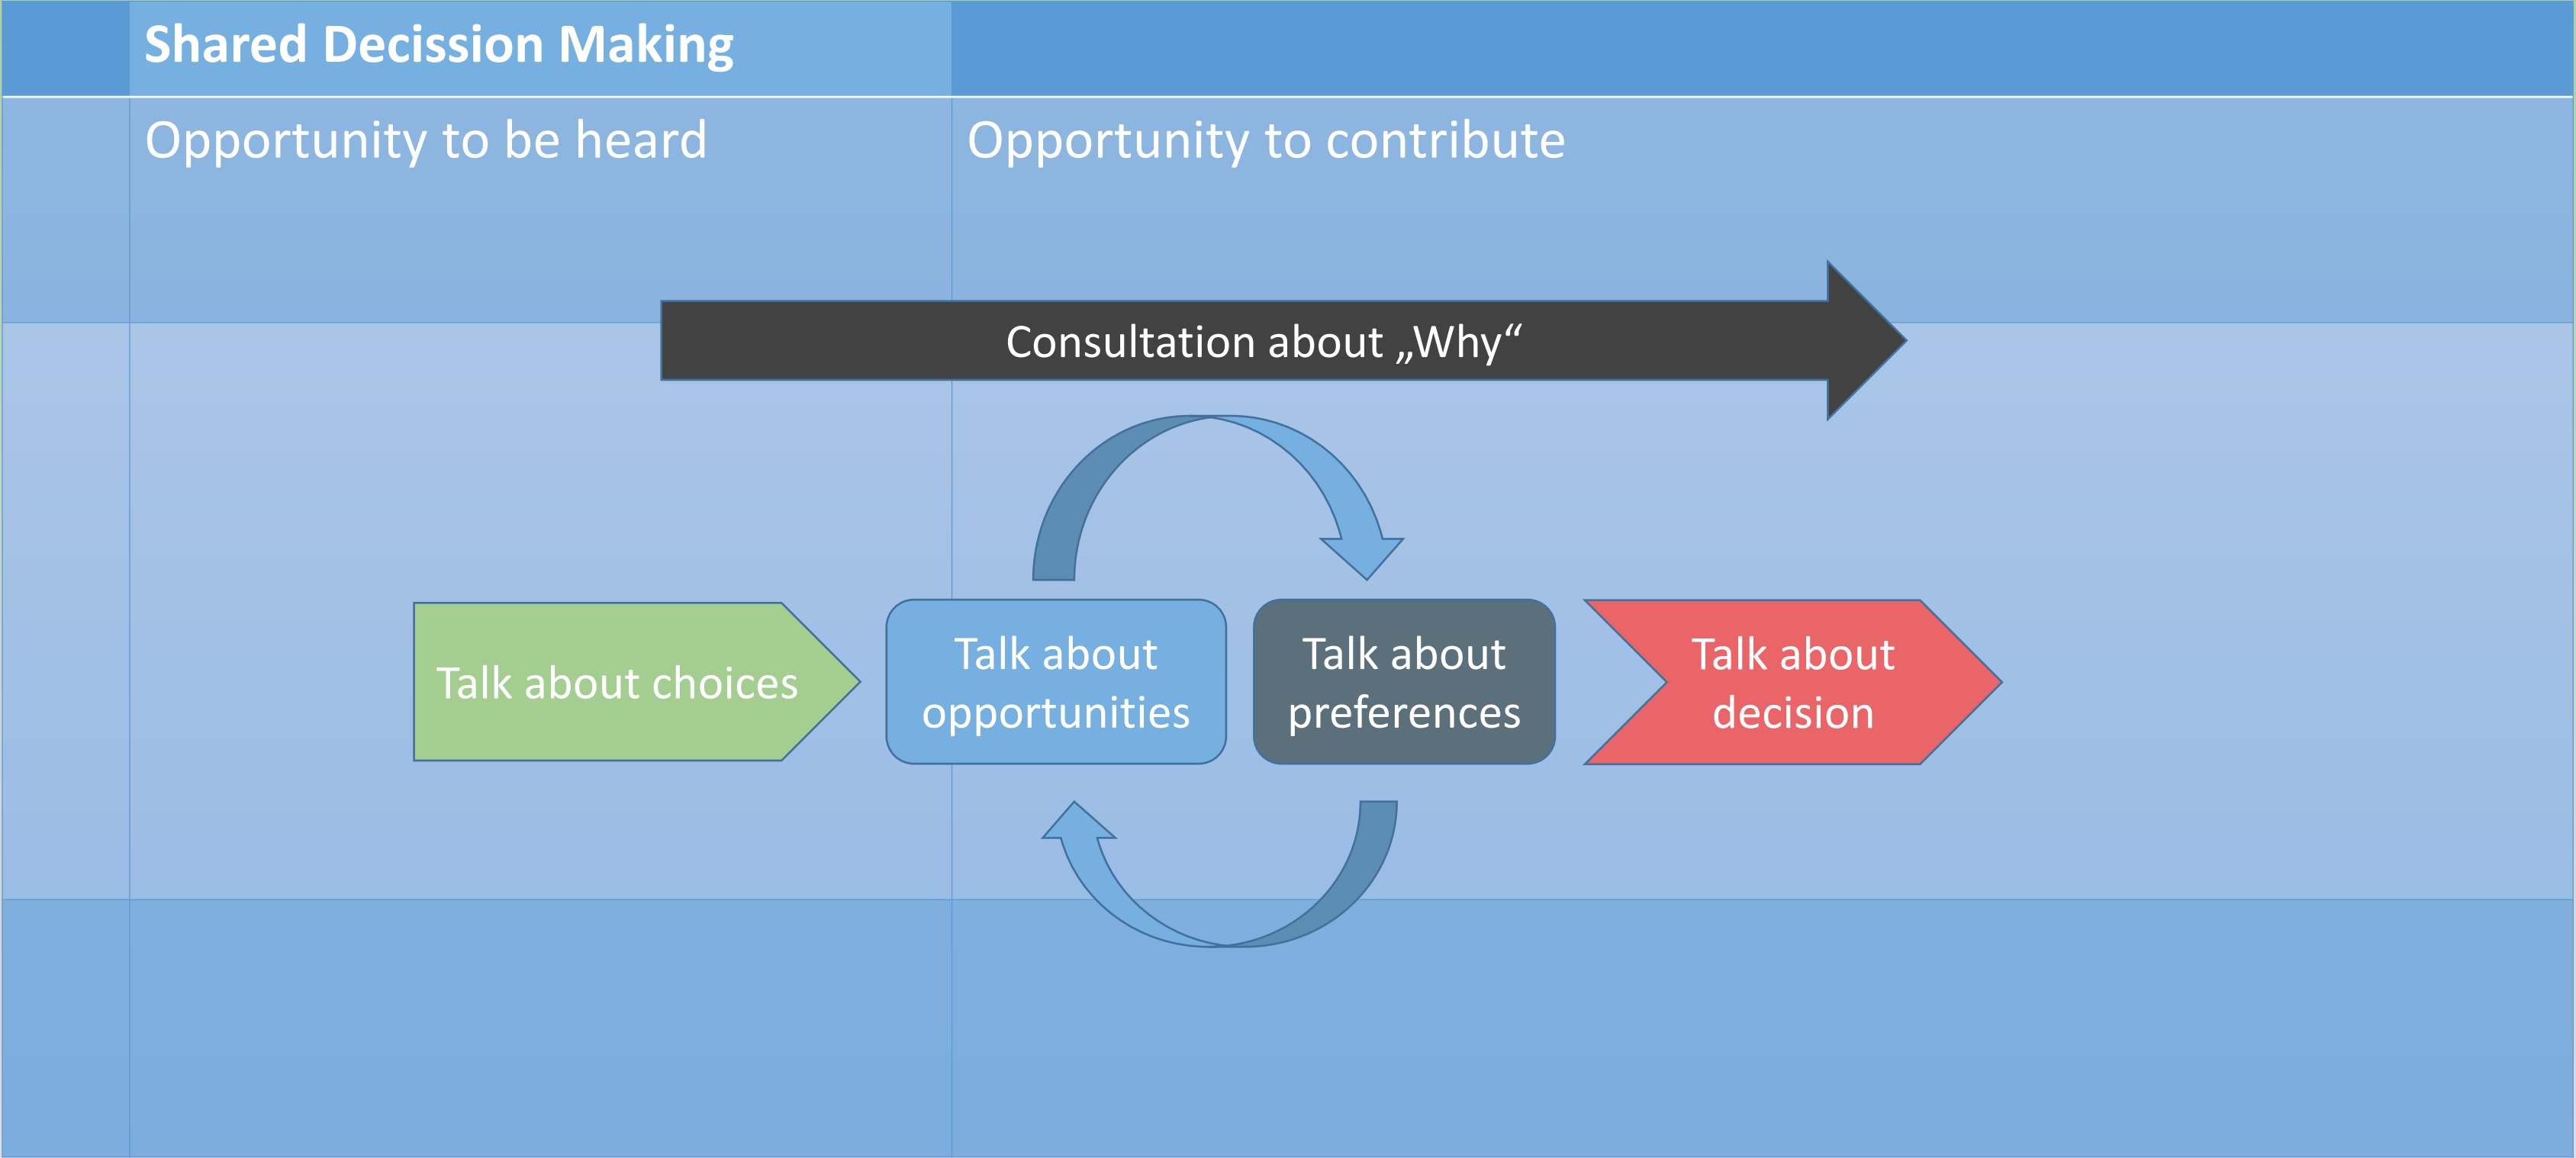 Shared Decission Making
Opportunity to be heard
Opportunity to contribute
Consultation about „Why“
Talk about choices
Talk about
opportunities
Talk about
preferences
Talk about
decision